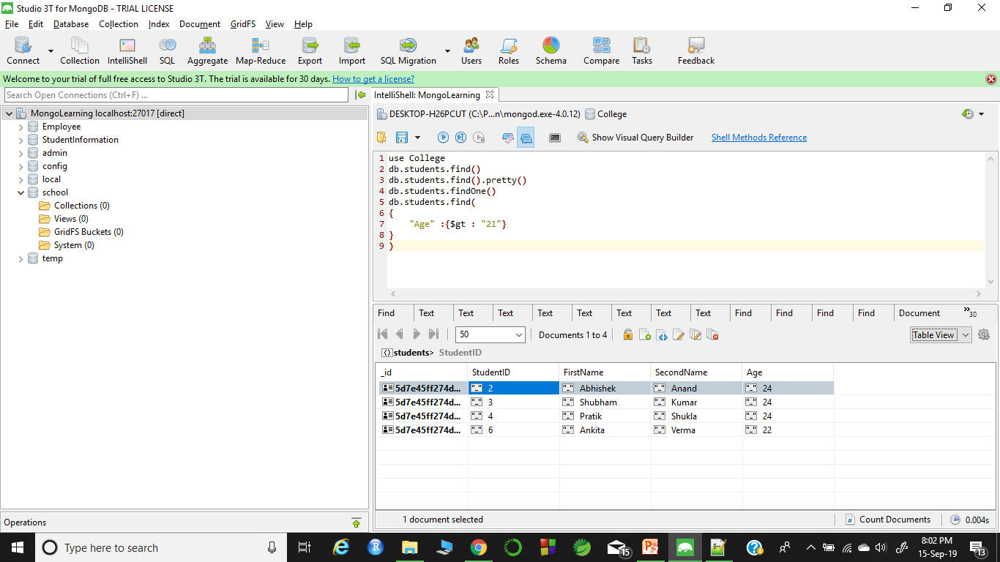 Studio 3T for MongoDB - TRIAL LICENSE
File Edit Database Collection Index Document GridFS View Help
Connect Collection IntelliShell SQL Aggregate Map-Reduce Export Import SQL Migration Users Roles Schema Compare Tasks Feedback
Welcome to your trial of full free access to Studio 3T. The trial is available for 30 days. How to get a license?
Search Open Connections (Ctrl+F) ...
MongoLearning localhost:27017 [direct]
Employee
StudentInformation
admin
config
local
school
Collections (0)
Views (0)
GridFS Buckets (0)
System (0)
temp
Operations
IntelliShell: MongoLearning
DESKTOP-H26PCUT (C:\P...n\mongod.exe-4.0.12) College
Show Visual Query Builder Shell Methods Reference
1 use College
2 db.students.find()
3 db.students.find().pretty()
4 db.students.findOne()
5 db.students.find(
6 {
7 "Age" :{$gt : "21"}
8 }
9 )
Find Text Text Text Text Text Text Text Text Find Find Find Find Document »30
50 Documents 1 to 4 Table View
students> StudentID
_id StudentID FirstName SecondName Age
5d7e45ff274d... 2 Abhishek Anand 24
5d7e45ff274d... 3 Shubham Kumar 24
5d7e45ff274d... 4 Pratik Shukla 24
5d7e45ff274d... 6 Ankita Verma 22
1 document selected Count Documents 0.004s
Type here to search
15
8:02 PM
15-Sep-19
13